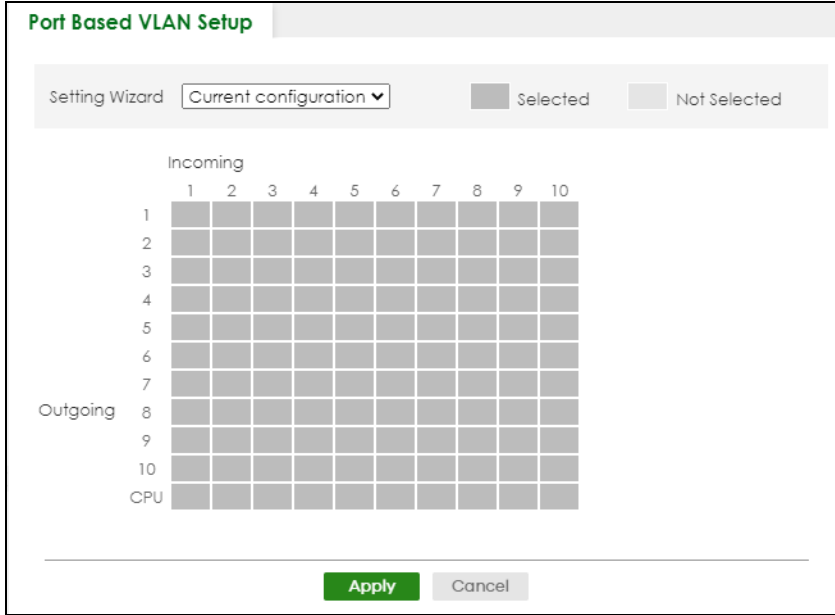 Port Based VLAN Setup
Setting Wizard Current configuration Selected Not Selected
Incoming
1 2 3 4 5 6 7 8 9 10
1
2
3
4
5
6
7
Outgoing 8
9
10
CPU
Apply Cancel